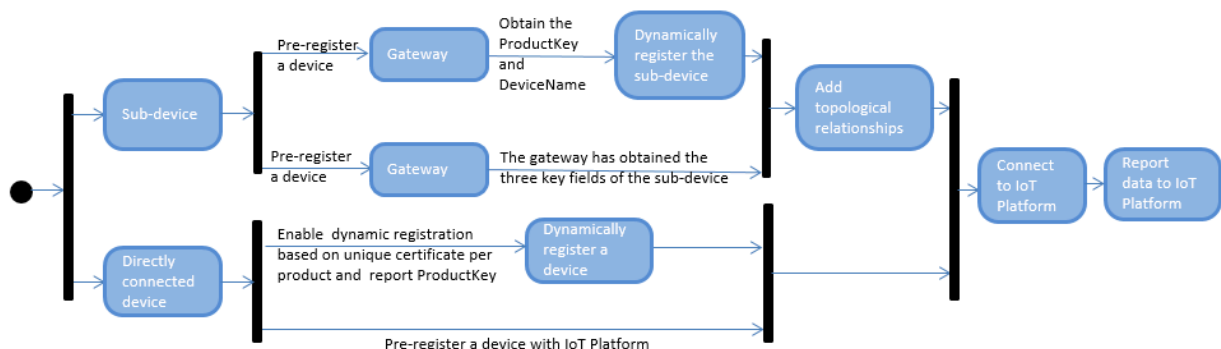 Pre-register
a device
Gateway
Obtain the
ProductKey
and
DeviceName
Dynamically
register the
sub-device
Sub-device
Add
topological
relationships
Pre-register
a device
Gateway
The gateway has obtained the
three key fields of the sub-device
Connect
to IoT
Platform
Report
data to IoT
Platform
Directly
connected
device
Enable dynamic registration
based on unique certificate per
product and report ProductKey
Dynamically
register a
device
Pre-register a device with IoT Platform